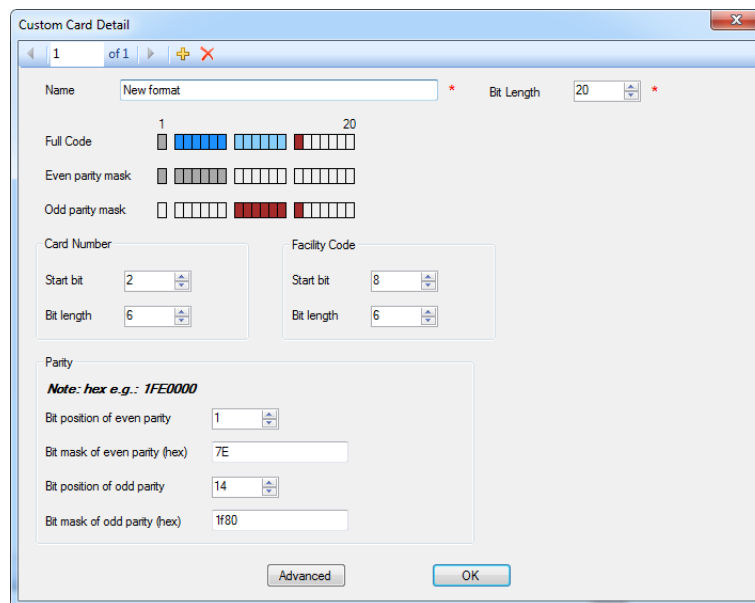 Custom Card Detail
1 of 1
Name New format * Bit Length 20 *
1 20
Full Code
Even parity mask
Odd parity mask
Card Number Facility Code
Start bit 2 Start bit 8
Bit length 6 Bit length 6
Parity
Note: hex e.g.: 1FE0000
Bit position of even parity 1
Bit mask of even parity (hex) 7E
Bit position of odd parity 14
Bit mask of odd parity (hex) 1f80
Advanced OK